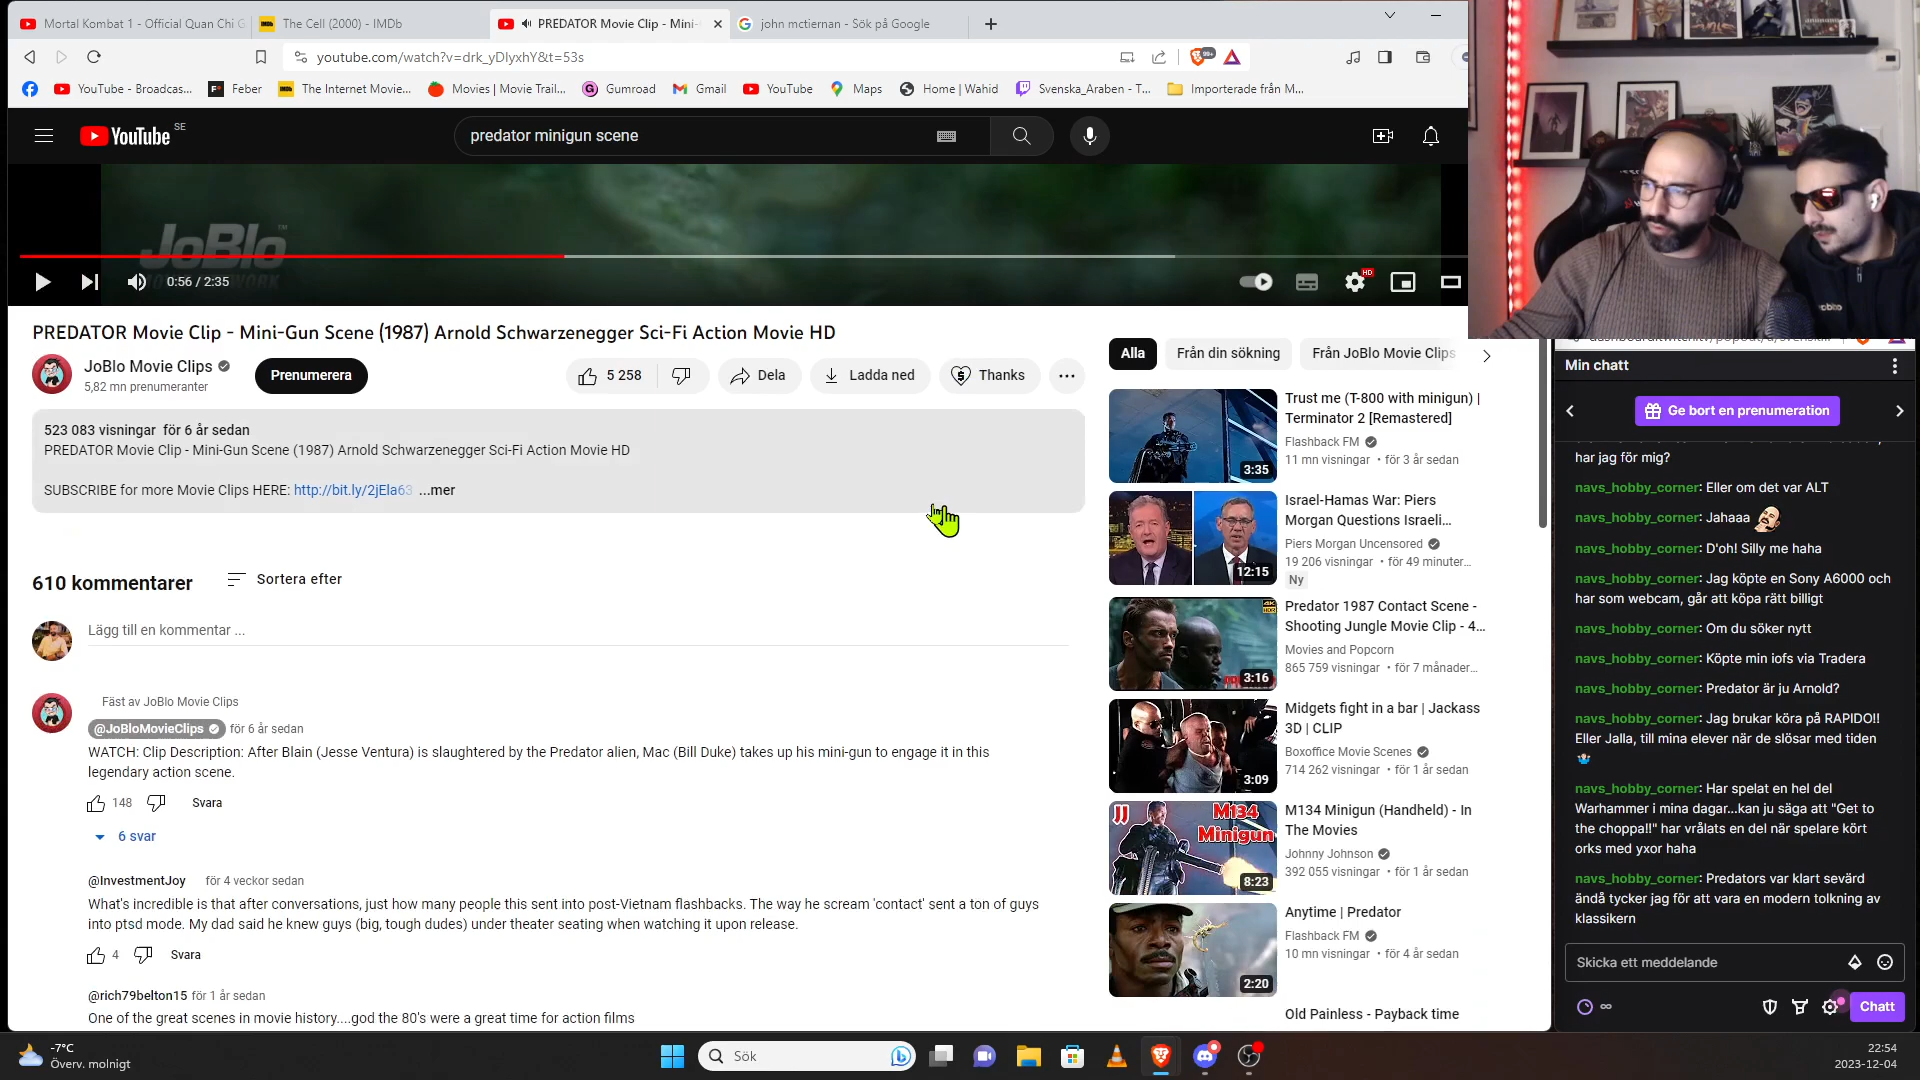 Mortal Kombat 1 - Official Quan Chi G
The Cell (2000) - IMDb
PREDATOR Movie Clip - Mini-
john mctiernan - Sök på Google
youtube.com/watch?v=drk_yDIyxhY&t=53s
99+
YouTube - Broadcas...
Feber
The Internet Movie...
Movies | Movie Trail...
Gumroad
Gmail
YouTube
Maps
Home | Wahid
Svenska_Araben - T...
Importerade från M...
YouTube SE
predator minigun scene
JoBlo
0:56 / 2:35
HD
PREDATOR Movie Clip - Mini-Gun Scene (1987) Arnold Schwarzenegger Sci-Fi Action Movie HD
JoBlo Movie Clips
5,82 mn prenumeranter
Prenumerera
5 258
Dela
Ladda ned
Thanks
523 083 visningar för 6 år sedan
PREDATOR Movie Clip - Mini-Gun Scene (1987) Arnold Schwarzenegger Sci-Fi Action Movie HD
SUBSCRIBE for more Movie Clips HERE: http://bit.ly/2jEla63 ...mer
610 kommentarer
Sortera efter
Lägg till en kommentar ...
Fäst av JoBlo Movie Clips
@JoBloMovieClips för 6 år sedan
WATCH: Clip Description: After Blain (Jesse Ventura) is slaughtered by the Predator alien, Mac (Bill Duke) takes up his mini-gun to engage it in this
legendary action scene.
148 Svara
6 svar
@InvestmentJoy för 4 veckor sedan
What's incredible is that after conversations, just how many people this sent into post-Vietnam flashbacks. The way he scream 'contact' sent a ton of guys
into ptsd mode. My dad said he knew guys (big, tough dudes) under theater seating when watching it upon release.
4 Svara
@rich79belton15 för 1 år sedan
One of the great scenes in movie history....god the 80's were a great time for action films
Alla
Från din sökning
Från JoBlo Movie Clips
Trust me (T-800 with minigun) |
Terminator 2 [Remastered]
Flashback FM
11 mn visningar • för 3 år sedan
3:35
Israel-Hamas War: Piers
Morgan Questions Israeli...
Piers Morgan Uncensored
19 206 visningar • för 49 minuter...
Ny
12:15
Predator 1987 Contact Scene -
Shooting Jungle Movie Clip - 4...
Movies and Popcorn
865 759 visningar • för 7 månader...
4K
HDR
3:16
Midgets fight in a bar | Jackass
3D | CLIP
Boxoffice Movie Scenes
714 262 visningar • för 1 år sedan
3:09
M134 Minigun (Handheld) - In
The Movies
Johnny Johnson
392 055 visningar • för 1 år sedan
JJ
M134
Minigun
8:23
Anytime | Predator
Flashback FM
10 mn visningar • för 4 år sedan
2:20
Old Painless - Payback time
Min chatt
Ge bort en prenumeration
har jag för mig?
navs_hobby_corner: Eller om det var ALT
navs_hobby_corner: Jahaaa
navs_hobby_corner: D'oh! Silly me haha
navs_hobby_corner: Jag köpte en Sony A6000 och
har som webcam, går att köpa rätt billigt
navs_hobby_corner: Om du söker nytt
navs_hobby_corner: Köpte min iofs via Tradera
navs_hobby_corner: Predator är ju Arnold?
navs_hobby_corner: Jag brukar köra på RAPIDO!!
Eller Jalla, till mina elever när de slösar med tiden
navs_hobby_corner: Har spelat en hel del
Warhammer i mina dagar...kan ju säga att "Get to
the choppa!!" har vrålats en del när spelare kört
orks med yxor haha
navs_hobby_corner: Predators var klart sevärd
ändå tycker jag för att vara en modern tolkning av
klassikern
Skicka ett meddelande
Chatt
-7°C
Överv. molnigt
Sök
22:54
2023-12-04